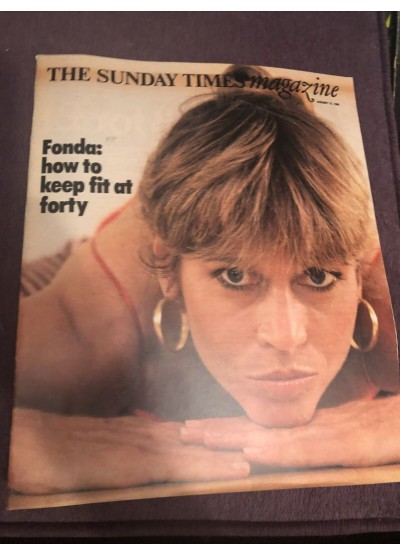 THE SUNDAY TIMES magazine
Fonda:
how to
keep fit at
forty